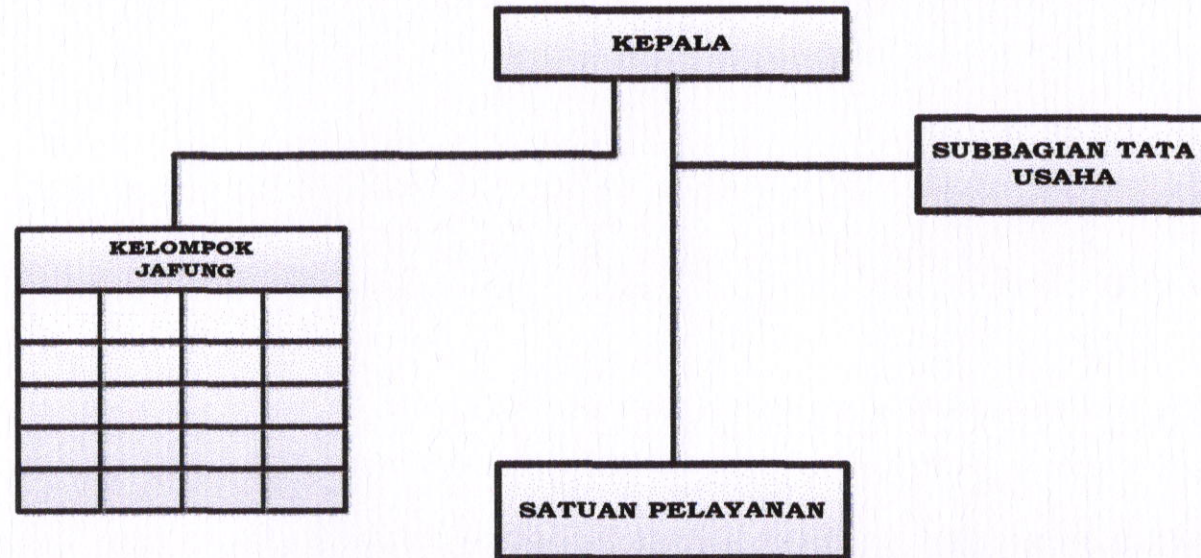 KEPALA
SUBBAGIAN TATA
USAHA
KELOMPOK
JAFUNG
SATUAN PELAYANAN